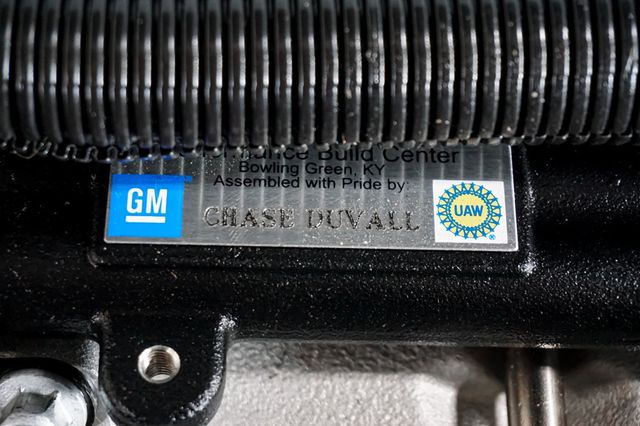 Build Center
Bowling Green, KY
Assembled with Pride by:
GM
CHASE DUVALL
UAW